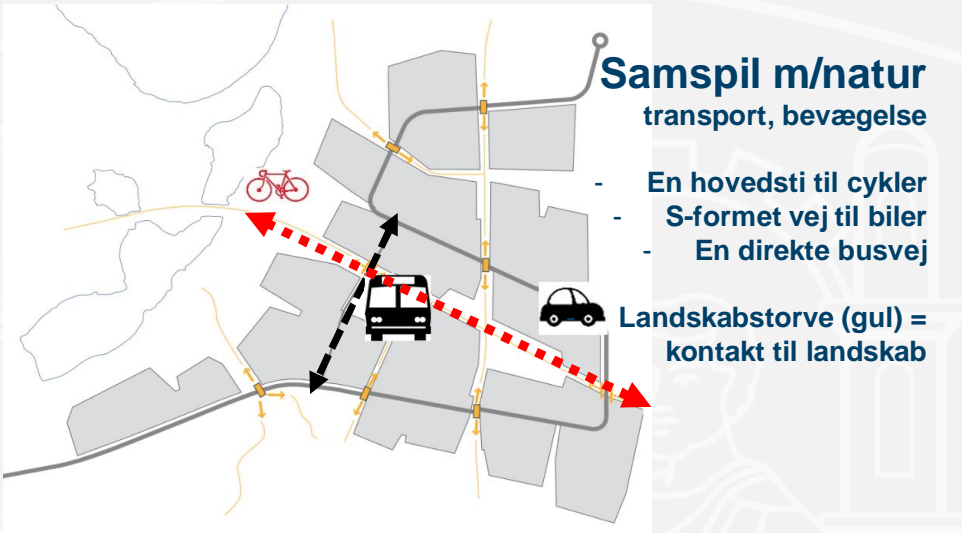 Samspil m/natur
transport, bevægelse
- En hovedsti til cykler
- S-formet vej til biler
- En direkte busvej
Landskabstorve (gul) =
kontakt til landskab